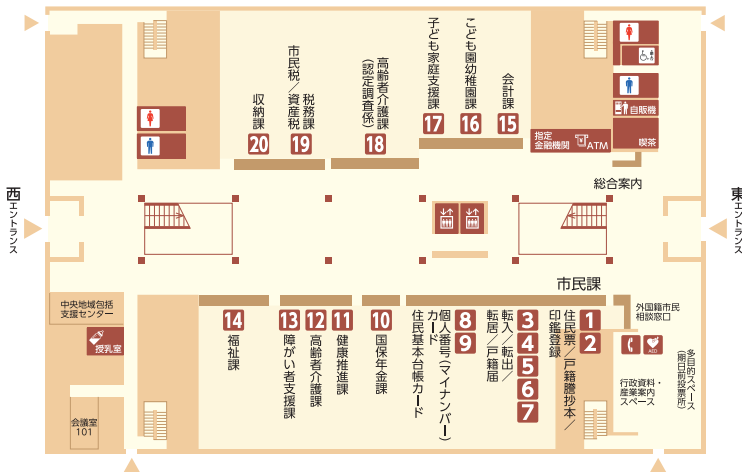 子ども家庭支援課
17
こども園幼稚園課
16
会計課
15
高齢者介護課
（認定調査係）
18
税務課
市民税／資産税
19
収納課
20
指定
金融機関
ATM
自販機
喫茶
総合案内
西
エントランス
東
エントランス
中央地域包括
支援センター
授乳室
会議室
101
14
福祉課
13
障がい者支援課
12
高齢者介護課
11
健康推進課
10
国保年金課
市民課
8
9
個人番号（マイナンバー）
カード
住民基本台帳カード
3
4
5
6
7
転入／転出／
転居／戸籍届
1
2
住民票／戸籍謄抄本／
印鑑登録
外国籍市民
相談窓口
AED
行政資料・
産業案内
スペース
多目的スペース
（期日前投票所）